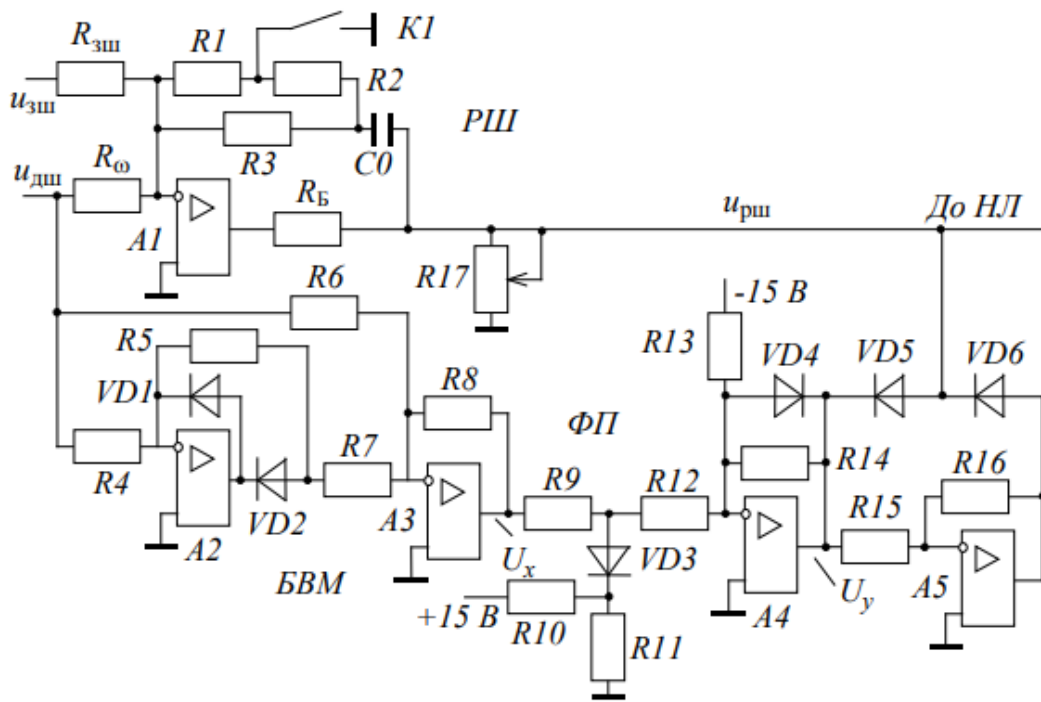 Rзш
R1
K1
R2
uзш
R3
C0
РШ
uдш
Rω
RБ
A1
uрш
До НЛ
R17
R6
-15 В
R5
R13
VD4
VD5
VD6
VD1
R8
ФП
R4
R7
R9
R12
R14
R16
R15
VD2
A3
A2
Ux
VD3
A4
Uy
A5
БВМ
+15 В
R10
R11